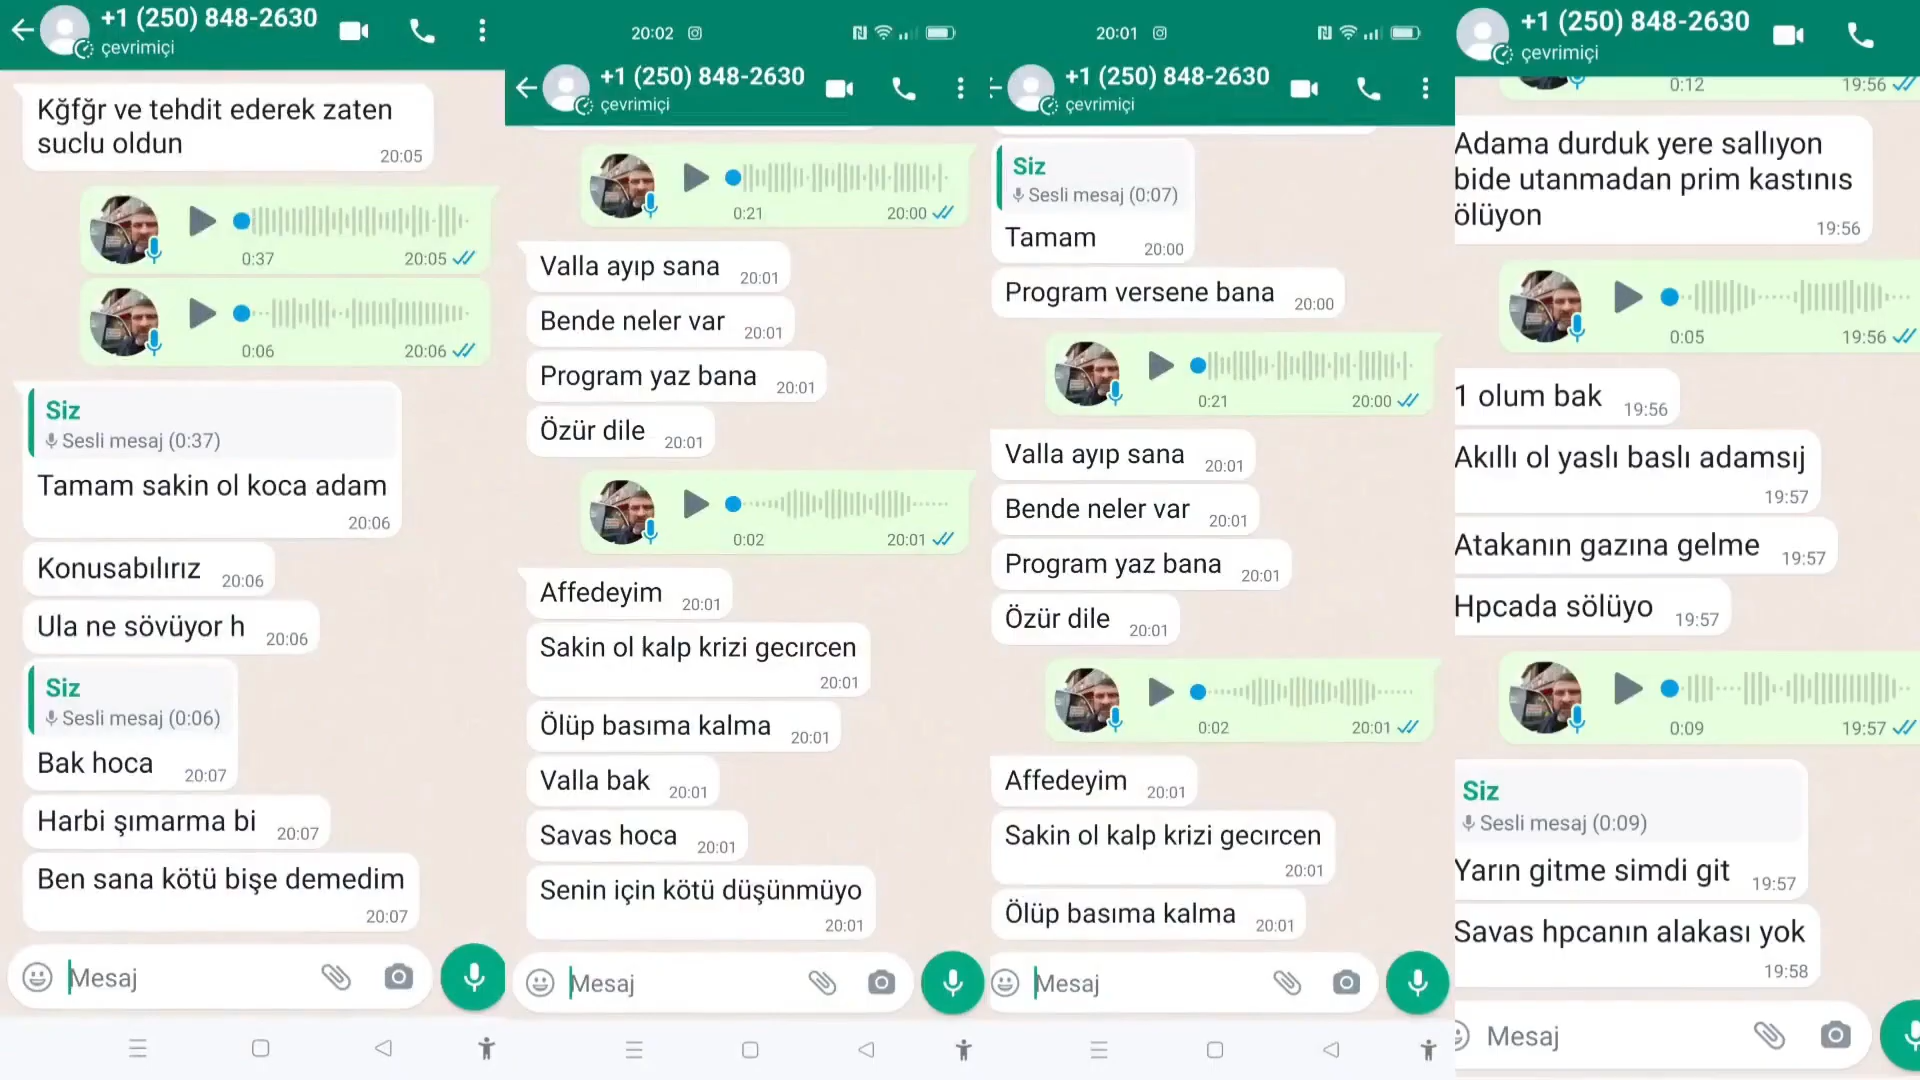 +1 (250) 848-2630
çevrimiçi
Kğfğr ve tehdit ederek zaten
suclu oldun
20:05
0:37
20:05
0:06
20:06
Siz
Sesli mesaj (0:37)
Tamam sakin ol koca adam
20:06
Konusabılırız 20:06
Ula ne sövüyor h 20:06
Siz
Sesli mesaj (0:06)
Bak hoca 20:07
Harbi şımarma bi 20:07
Ben sana kötü bişe demedim
20:07
Mesaj
20:02
+1 (250) 848-2630
çevrimiçi
0:21
20:00
Valla ayıp sana 20:01
Bende neler var 20:01
Program yaz bana 20:01
Özür dile 20:01
0:02
20:01
Affedeyim 20:01
Sakin ol kalp krizi gecırcen
20:01
Ölüp basıma kalma 20:01
Valla bak 20:01
Savas hoca 20:01
Senin için kötü düşünmüyo
20:01
Mesaj
20:01
+1 (250) 848-2630
çevrimiçi
Siz
Sesli mesaj (0:07)
Tamam 20:00
Program versene bana 20:00
0:21
20:00
Valla ayıp sana 20:01
Bende neler var 20:01
Program yaz bana 20:01
Özür dile 20:01
0:02
20:01
Affedeyim 20:01
Sakin ol kalp krizi gecırcen
20:01
Ölüp basıma kalma 20:01
Mesaj
+1 (250) 848-2630
çevrimiçi
0:12
19:56
Adama durduk yere sallıyon
bide utanmadan prim kastınıs
ölüyon
19:56
0:05
19:56
1 olum bak 19:56
Akıllı ol yaslı baslı adamsıj
19:57
Atakanın gazına gelme 19:57
Hpcada sölüyo 19:57
0:09
19:57
Siz
Sesli mesaj (0:09)
Yarın gitme simdi git 19:57
Savas hpcanın alakası yok
19:58
Mesaj